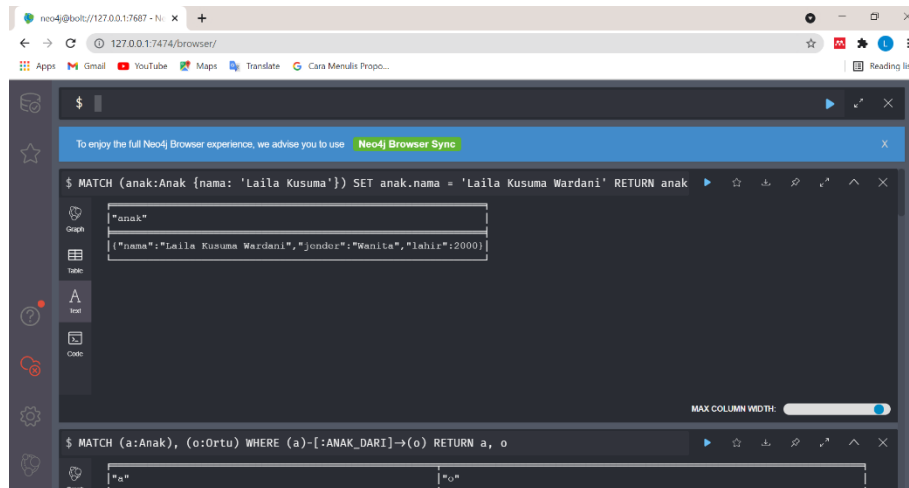 neo4j@bolt://127.0.0.1:7687 - Ne
127.0.0.1:7474/browser/
Apps Gmail YouTube Maps Translate Cara Menulis Propo... Reading lis
$
To enjoy the full Neo4j Browser experience, we advise you to use Neo4j Browser Sync X
$ MATCH (anak:Anak {nama: 'Laila Kusuma'}) SET anak.nama = 'Laila Kusuma Wardani' RETURN anak
Graph
"anak"
{"nama":"Laila Kusuma Wardani","jender":"Wanita","lahir":2000}
Table
A
Text
Code
MAX COLUMN WIDTH:
$ MATCH (a:Anak), (o:Ortu) WHERE (a)-[:ANAK_DARI]→(o) RETURN a, o
"a" "o"